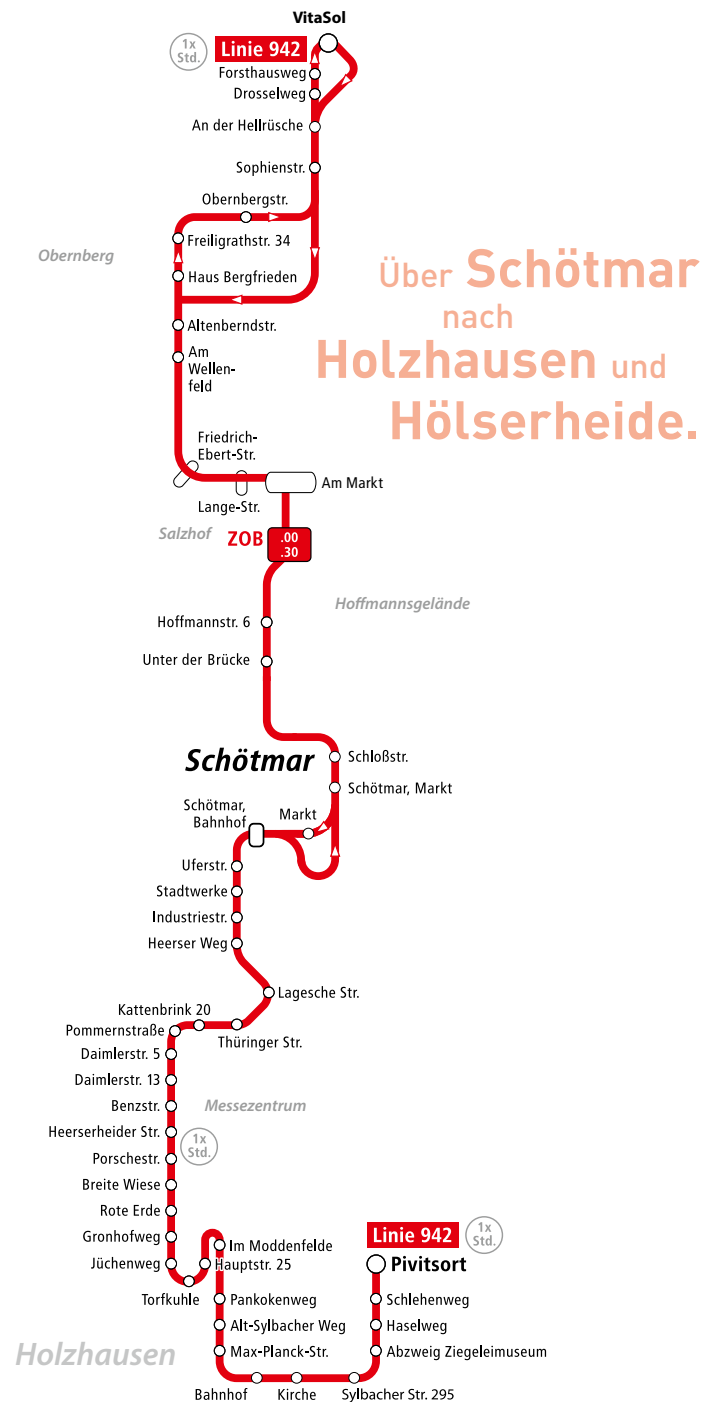 VitaSol
1x
Std.
Linie 942
Forsthausweg
Drosselweg
An der Hellrüsche
Sophienstr.
Obernbergstr.
Freiligrathstr. 34
Obernberg
Haus Bergfrieden
Über Schötmar
nach
Holzhausen und
Hölserheide.
Altenberndstr.
Am
Wellen-
feld
Friedrich-
Ebert-Str.
Am Markt
Lange-Str.
Salzhof
ZOB
.00
.30
Hoffmannsgelände
Hoffmannstr. 6
Unter der Brücke
Schötmar
Schloßstr.
Schötmar, Markt
Schötmar,
Bahnhof
Markt
Uferstr.
Stadtwerke
Industriestr.
Heerser Weg
Lagesche Str.
Kattenbrink 20
Pommernstraße
Thüringer Str.
Daimlerstr. 5
Daimlerstr. 13
Benzstr.
Messezentrum
Heerserheider Str.
1x
Std.
Porschestr.
Breite Wiese
Rote Erde
Gronhofweg
Jüchenweg
Torfkuhle
Im Moddenfelde
Hauptstr. 25
Linie 942
1x
Std.
Pivitsort
Pankokenweg
Schlehenweg
Alt-Sylbacher Weg
Haselweg
Max-Planck-Str.
Abzweig Ziegeleimuseum
Holzhausen
Bahnhof
Kirche
Sylbacher Str. 295